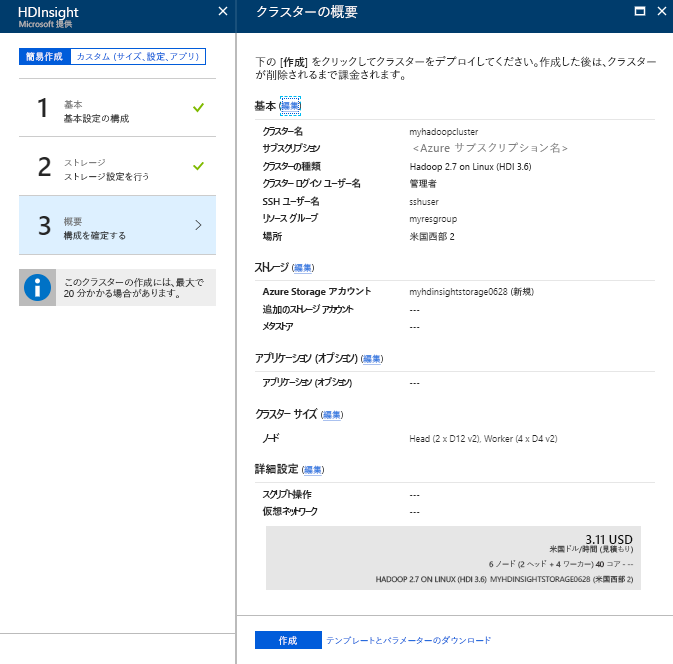 HDInsight
Microsoft 提供
簡易作成 カスタム (サイズ、設定、アプリ)
1 基本
基本設定の構成
2 ストレージ
ストレージ設定を行う
3 概要
構成を確定する
このクラスターの作成には、最大で
20 分かかる場合があります。
クラスターの概要
下の [作成] をクリックしてクラスターをデプロイしてください。作成した後は、クラスター
が削除されるまで課金されます。
基本 (編集)
クラスター名 myhadoopcluster
サブスクリプション <Azure サブスクリプション名>
クラスターの種類 Hadoop 2.7 on Linux (HDI 3.6)
クラスター ログイン ユーザー名 管理者
SSH ユーザー名 sshuser
リソース グループ myresgroup
場所 米国西部 2
ストレージ (編集)
Azure Storage アカウント myhdinsightstorage0628 (新規)
追加のストレージ アカウント ---
メタストア ---
アプリケーション (オプション) (編集)
アプリケーション (オプション) ---
クラスター サイズ (編集)
ノード Head (2 x D12 v2), Worker (4 x D4 v2)
詳細設定 (編集)
スクリプト操作 ---
仮想ネットワーク ---
3.11 USD
米国ドル/時間 (見積もり)
6 ノード (2 ヘッド + 4 ワーカー) 40 コア - --
HADOOP 2.7 ON LINUX (HDI 3.6) MYHDINSIGHTSTORAGE0628 (米国西部 2)
作成 テンプレートとパラメーターのダウンロード